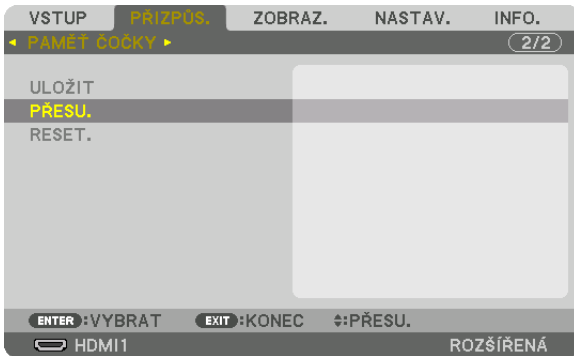 VSTUP PŘIZPŮS. ZOBRAZ. NASTAV. INFO.
PAMĚŤ ČOČKY 2/2
ULOŽIT
PŘESU.
RESET.
ENTER :VYBRAT EXIT :KONEC :PŘESU.
HDMI1 ROZŠÍŘENÁ